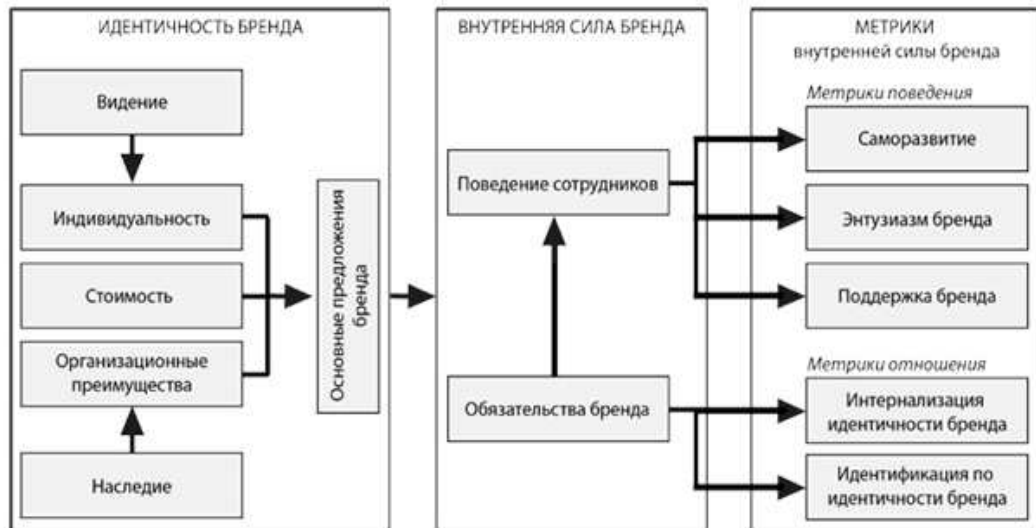 ИДЕНТИЧНОСТЬ БРЕНДА
Видение
Индивидуальность
Стоимость
Организационные
преимущества
Наследие
Основные предложения
бренда
ВНУТРЕННЯЯ СИЛА БРЕНДА
Поведение сотрудников
Обязательства бренда
МЕТРИКИ
внутренней силы бренда
Метрики поведения
Саморазвитие
Энтузиазм бренда
Поддержка бренда
Метрики отношения
Интернализация
идентичности бренда
Идентификация по
идентичности бренда